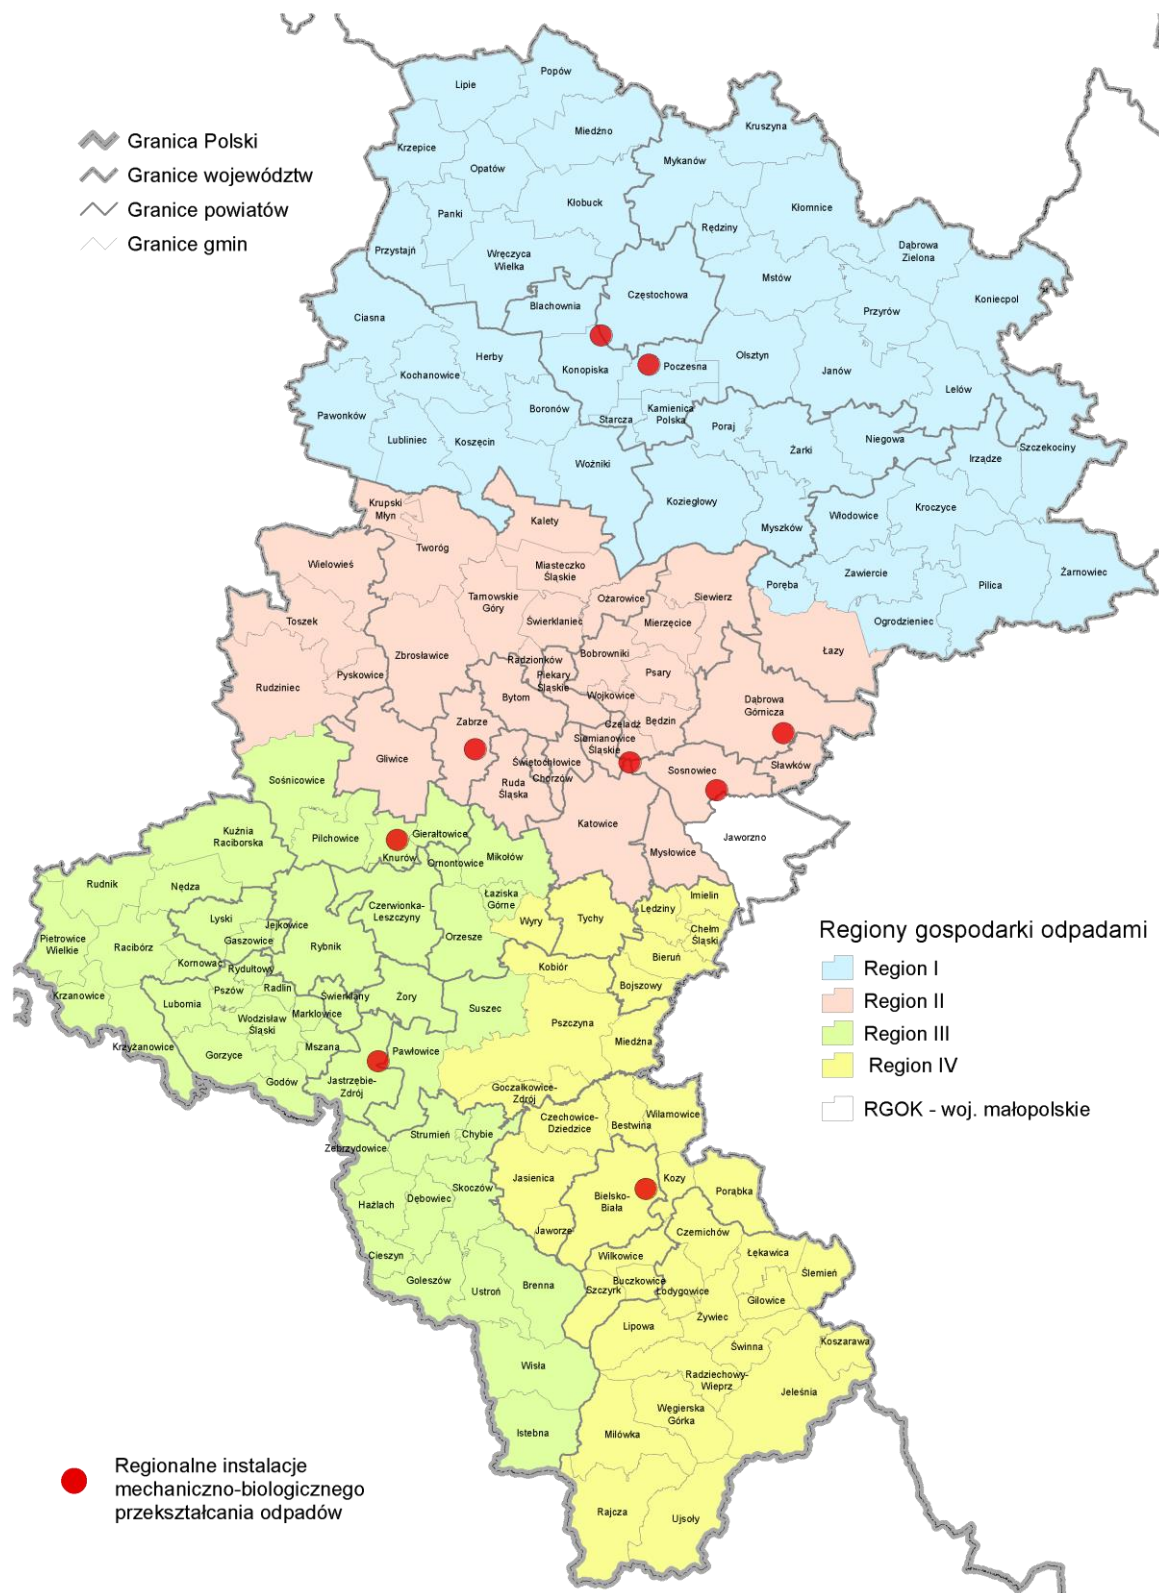 Granica Polski
Granice województw
Granice powiatów
Granice gmin
Lipie
Popów
Miedźno
Krzepice
Opatów
Kruszyna
Mykanów
Panki
Kłobuck
Kłomnice
Rędziny
Przystajń
Wręczyca
Wielka
Dąbrowa
Zielona
Mstów
Częstochowa
Blachownia
Koniecpol
Przyrów
Ciasna
Herby
Kochanowice
Konopiska
Poczesna
Olsztyn
Janów
Lelów
Pawonków
Boronów
Starcza
Kamienica
Polska
Poraj
Lubliniec
Koszęcin
Żarki
Niegowa
Irządze
Szczekociny
Woźniki
Koziegłowy
Myszków
Włodowice
Kroczyce
Krupski
Młyn
Kalety
Tworóg
Wielowieś
Miasteczko
Śląskie
Poręba
Zawiercie
Pilica
Żarnowiec
Ogrodzieniec
Tarnowskie
Góry
Ożarowice
Siewierz
Toszek
Świerklaniec
Mierzęcice
Łazy
Zbrosławice
Radzionków
Bobrowniki
Piekary
Śląskie
Psary
Pyskowice
Rudziniec
Bytom
Wojkowice
Dąbrowa
Górnicza
Zabrze
Czeladź
Będzin
Siemianowice
Śląskie
Gliwice
Świętochłowice
Chorzów
Sosnowiec
Sławków
Ruda
Śląska
Sośnicowice
Katowice
Jaworzno
Kuźnia
Raciborska
Pilchowice
Gierałtowice
Knurów
Ornontowice
Mikołów
Mysłowice
Rudnik
Nędza
Łaziska
Górne
Imielin
Lędziny
Lyski
Jejkowice
Czerwionka-
Leszczyny
Wyry
Tychy
Chełm
Śląski
Pietrowice
Wielkie
Racibórz
Gaszowice
Rybnik
Orzesze
Bieruń
Kornowac
Rydułtowy
Kobiór
Bojszowy
Krzanowice
Pszów
Radlin
Świerklany
Żory
Suszec
Lubomia
Wodzisław
Śląski
Marklowice
Pszczyna
Miedźna
Krzyżanowice
Gorzyce
Mszana
Pawłowice
Godów
Jastrzębie-
Zdrój
Goczałkowice-
Zdrój
Wilamowice
Czechowice-
Dziedzice
Bestwina
Strumień
Chybie
Zebrzydowice
Jasienica
Kozy
Porąbka
Skoczów
Bielsko-
Biała
Dębowiec
Hażlach
Jaworze
Czernichów
Cieszyn
Wilkowice
Łękawica
Ślemień
Goleszów
Ustroń
Brenna
Szczyrk
Buczkowice
Łodygowice
Gilowice
Żywiec
Lipowa
Świnna
Koszarawa
Wisła
Radziechowy-
Wieprz
Jeleśnia
Węgierska
Górka
Istebna
Milówka
Rajcza
Ujsoły
Regiony gospodarki odpadami
Region I
Region II
Region III
Region IV
RGOK - woj. małopolskie
Regionalne instalacje
mechaniczno-biologicznego
przekształcania odpadów